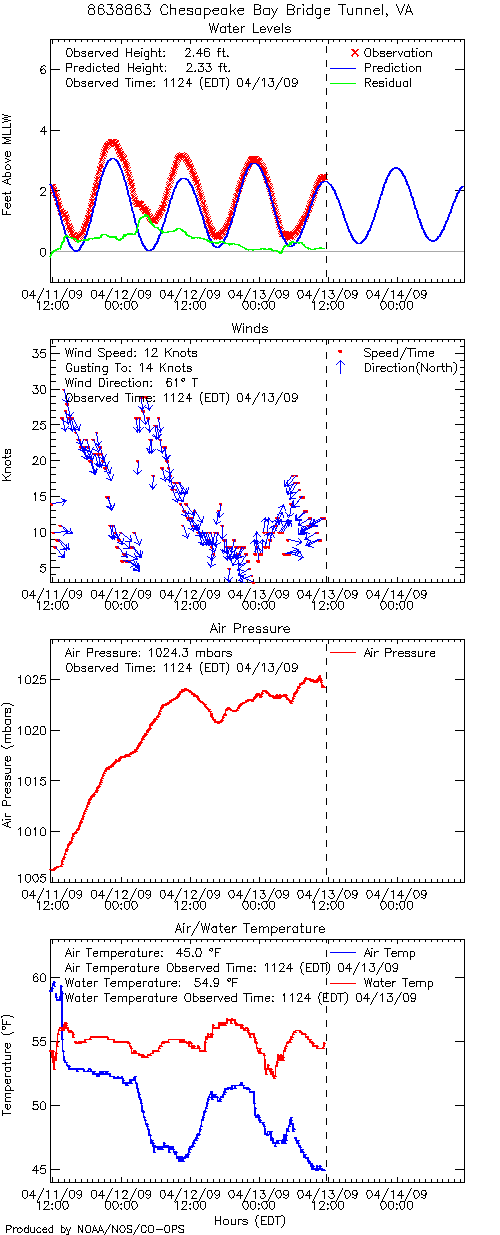 8638863 Chesapeake Bay Bridge Tunnel, VA
Water Levels
Observed Height: 2.46 ft.
Predicted Height: 2.33 ft.
Observed Time: 1124 (EDT) 04/13/09
Observation
Prediction
Residual
Feet Above MLLW
6
4
2
0
04/11/09 04/12/09 04/12/09 04/13/09 04/13/09 04/14/09
12:00 00:00 12:00 00:00 12:00 00:00
Winds
Wind Speed: 12 Knots
Gusting To: 14 Knots
Wind Direction: 61° T
Observed Time: 1124 (EDT) 04/13/09
Speed/Time
Direction(North)
Knots
35
30
25
20
15
10
5
04/11/09 04/12/09 04/12/09 04/13/09 04/13/09 04/14/09
12:00 00:00 12:00 00:00 12:00 00:00
Air Pressure
Air Pressure: 1024.3 mbars
Observed Time: 1124 (EDT) 04/13/09
Air Pressure
Air Pressure (mbars)
1025
1020
1015
1010
1005
04/11/09 04/12/09 04/12/09 04/13/09 04/13/09 04/14/09
12:00 00:00 12:00 00:00 12:00 00:00
Air/Water Temperature
Air Temperature: 45.0 °F
Air Temperature Observed Time: 1124 (EDT) 04/13/09
Water Temperature: 54.9 °F
Water Temperature Observed Time: 1124 (EDT) 04/13/09
Air Temp
Water Temp
Temperature (°F)
60
55
50
45
04/11/09 04/12/09 04/12/09 04/13/09 04/13/09 04/14/09
12:00 00:00 12:00 00:00 12:00 00:00
Hours (EDT)
Produced by NOAA/NOS/CO-OPS